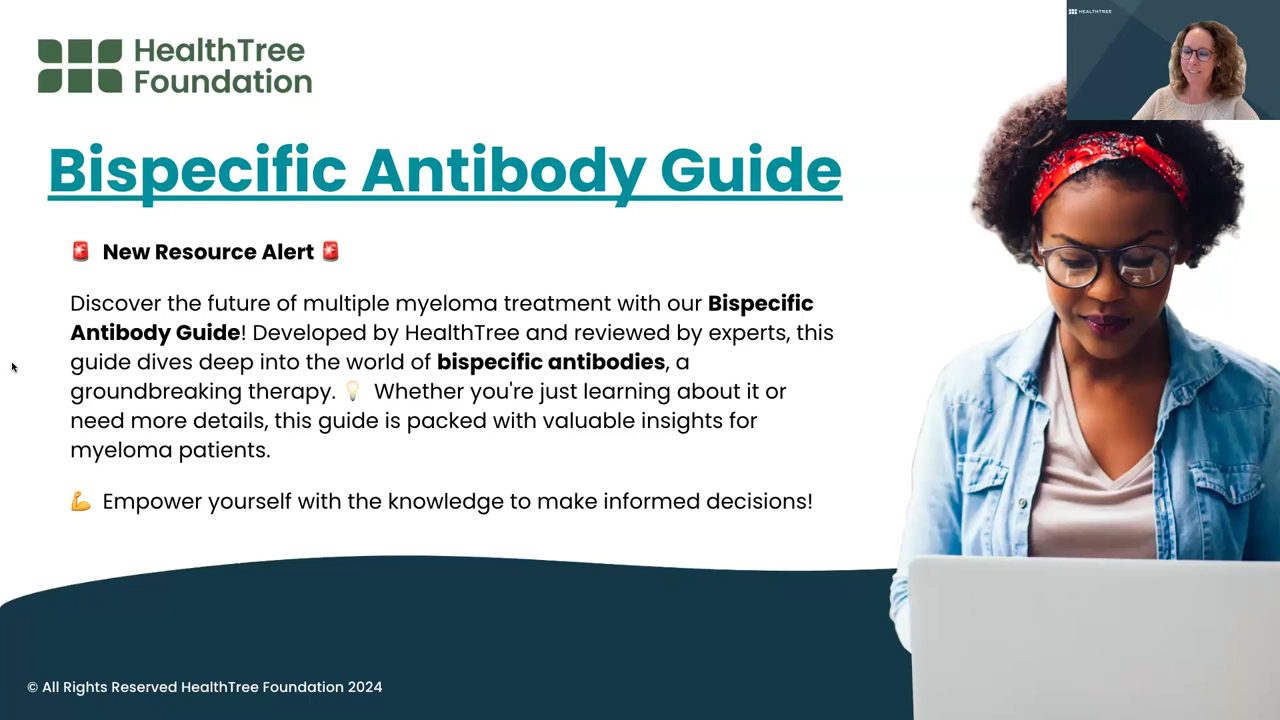 HealthTree
Foundation
HEALTHTREE
Bispecific Antibody Guide
🚨 New Resource Alert 🚨
Discover the future of multiple myeloma treatment with our Bispecific
Antibody Guide! Developed by HealthTree and reviewed by experts, this
guide dives deep into the world of bispecific antibodies, a
groundbreaking therapy. 💡 Whether you're just learning about it or
need more details, this guide is packed with valuable insights for
myeloma patients.
💪 Empower yourself with the knowledge to make informed decisions!
© All Rights Reserved HealthTree Foundation 2024